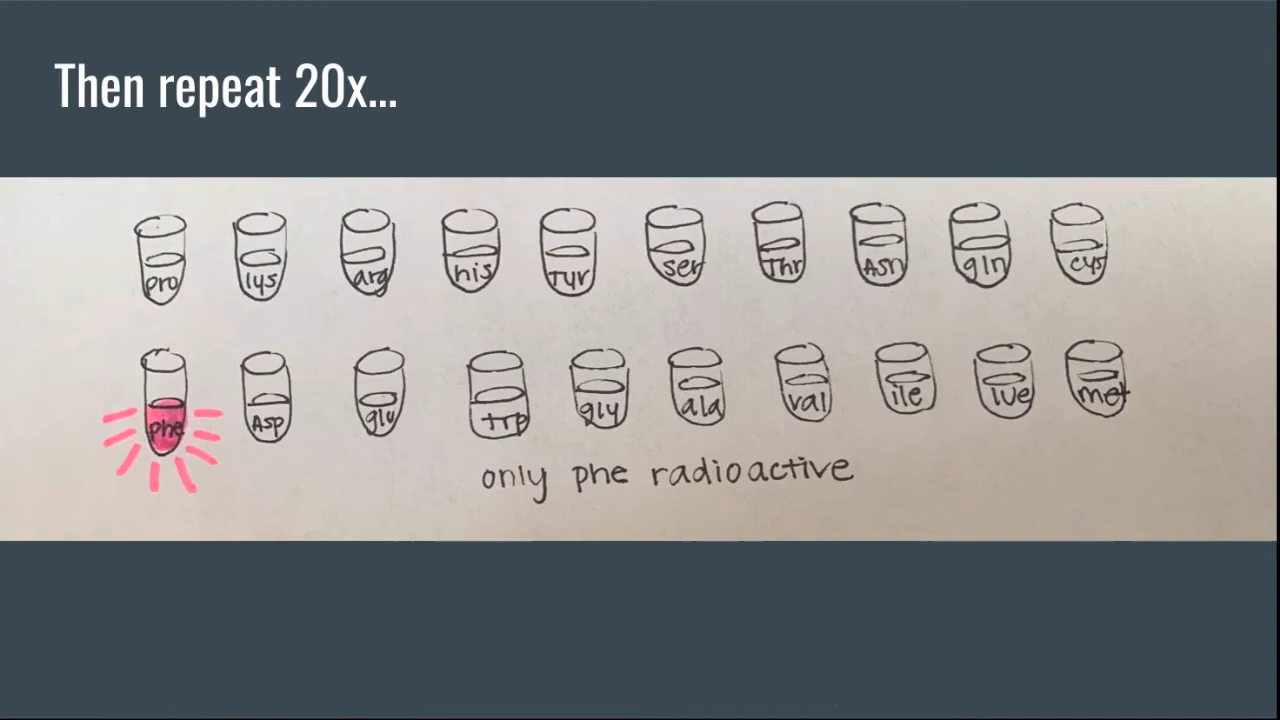 Then repeat 20x...
pro lys arg his Tyr ser Thr Asn gln cys
phe Asp glu trp gly ala val ile lue met
only phe radioactive